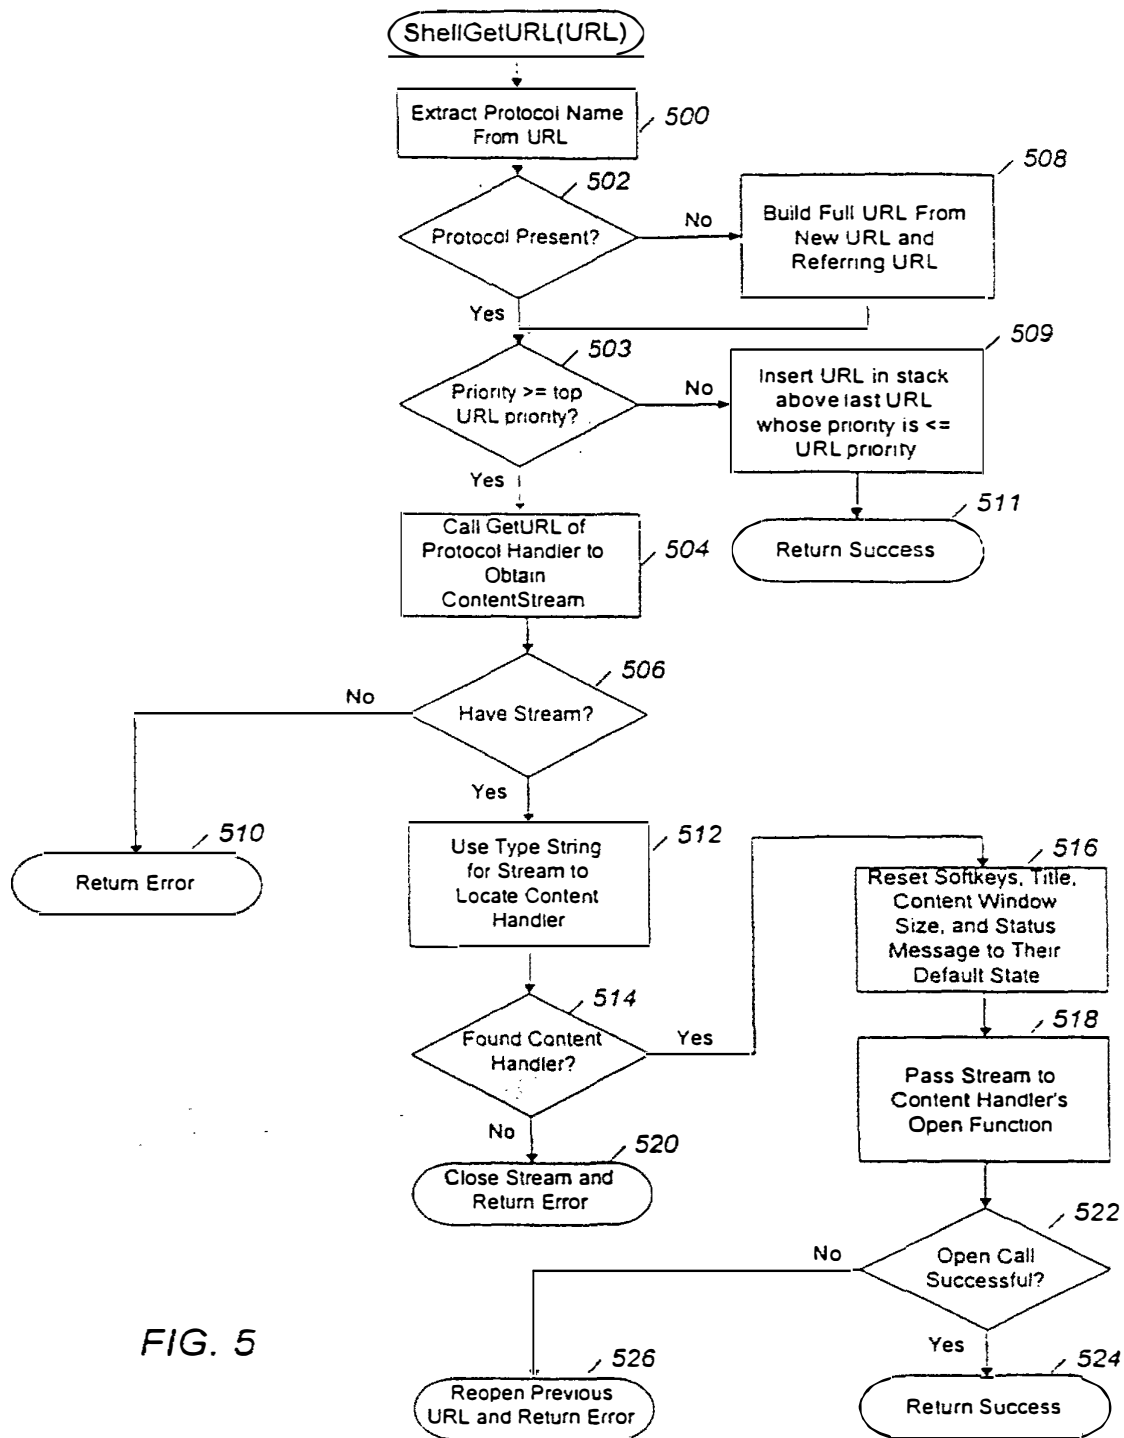 ShellGetURL(URL)
Extract Protocol Name
From URL
500
502
Protocol Present?
No
508
Build Full URL From
New URL and
Referring URL
Yes
503
Priority >= top
URL priority?
No
509
Insert URL in stack
above last URL
whose priority is <=
URL priority
Yes
511
Return Success
Call GetURL of
Protocol Handler to
Obtain
ContentStream
504
506
Have Stream?
No
Yes
510
Return Error
512
Use Type String
for Stream to
Locate Content
Handler
516
Reset Softkeys, Title,
Content Window
Size, and Status
Message to Their
Default State
514
Found Content
Handler?
Yes
No
518
Pass Stream to
Content Handler's
Open Function
520
Close Stream and
Return Error
522
Open Call
Successful?
No
Yes
526
Reopen Previous
URL and Return Error
524
Return Success
FIG. 5